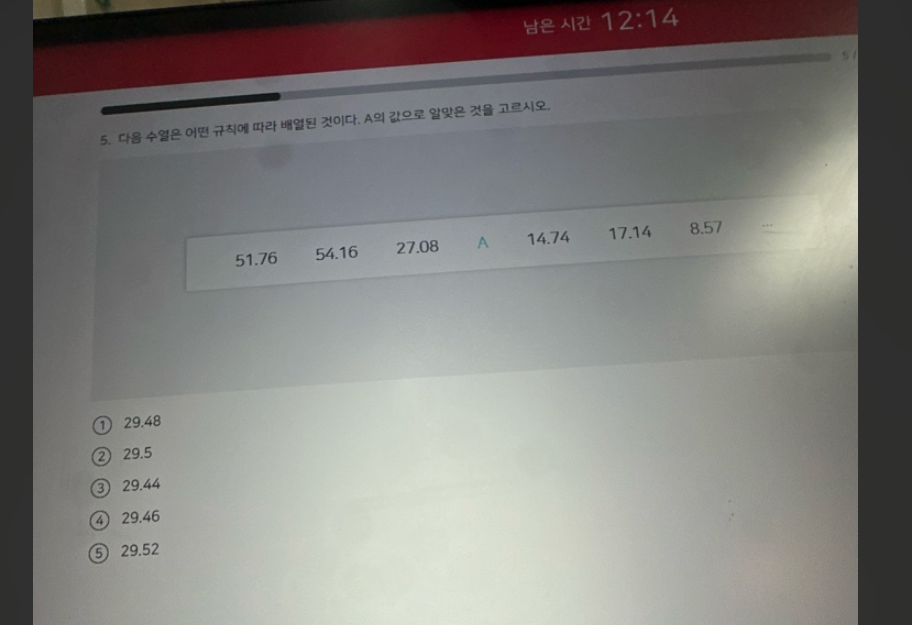 남은 시간 12:14
5 /
5. 다음 수열은 어떤 규칙에 따라 배열된 것이다. A의 값으로 알맞은 것을 고르시오.
51.76 54.16 27.08 A 14.74 17.14 8.57 ...
① 29.48
② 29.5
③ 29.44
④ 29.46
⑤ 29.52